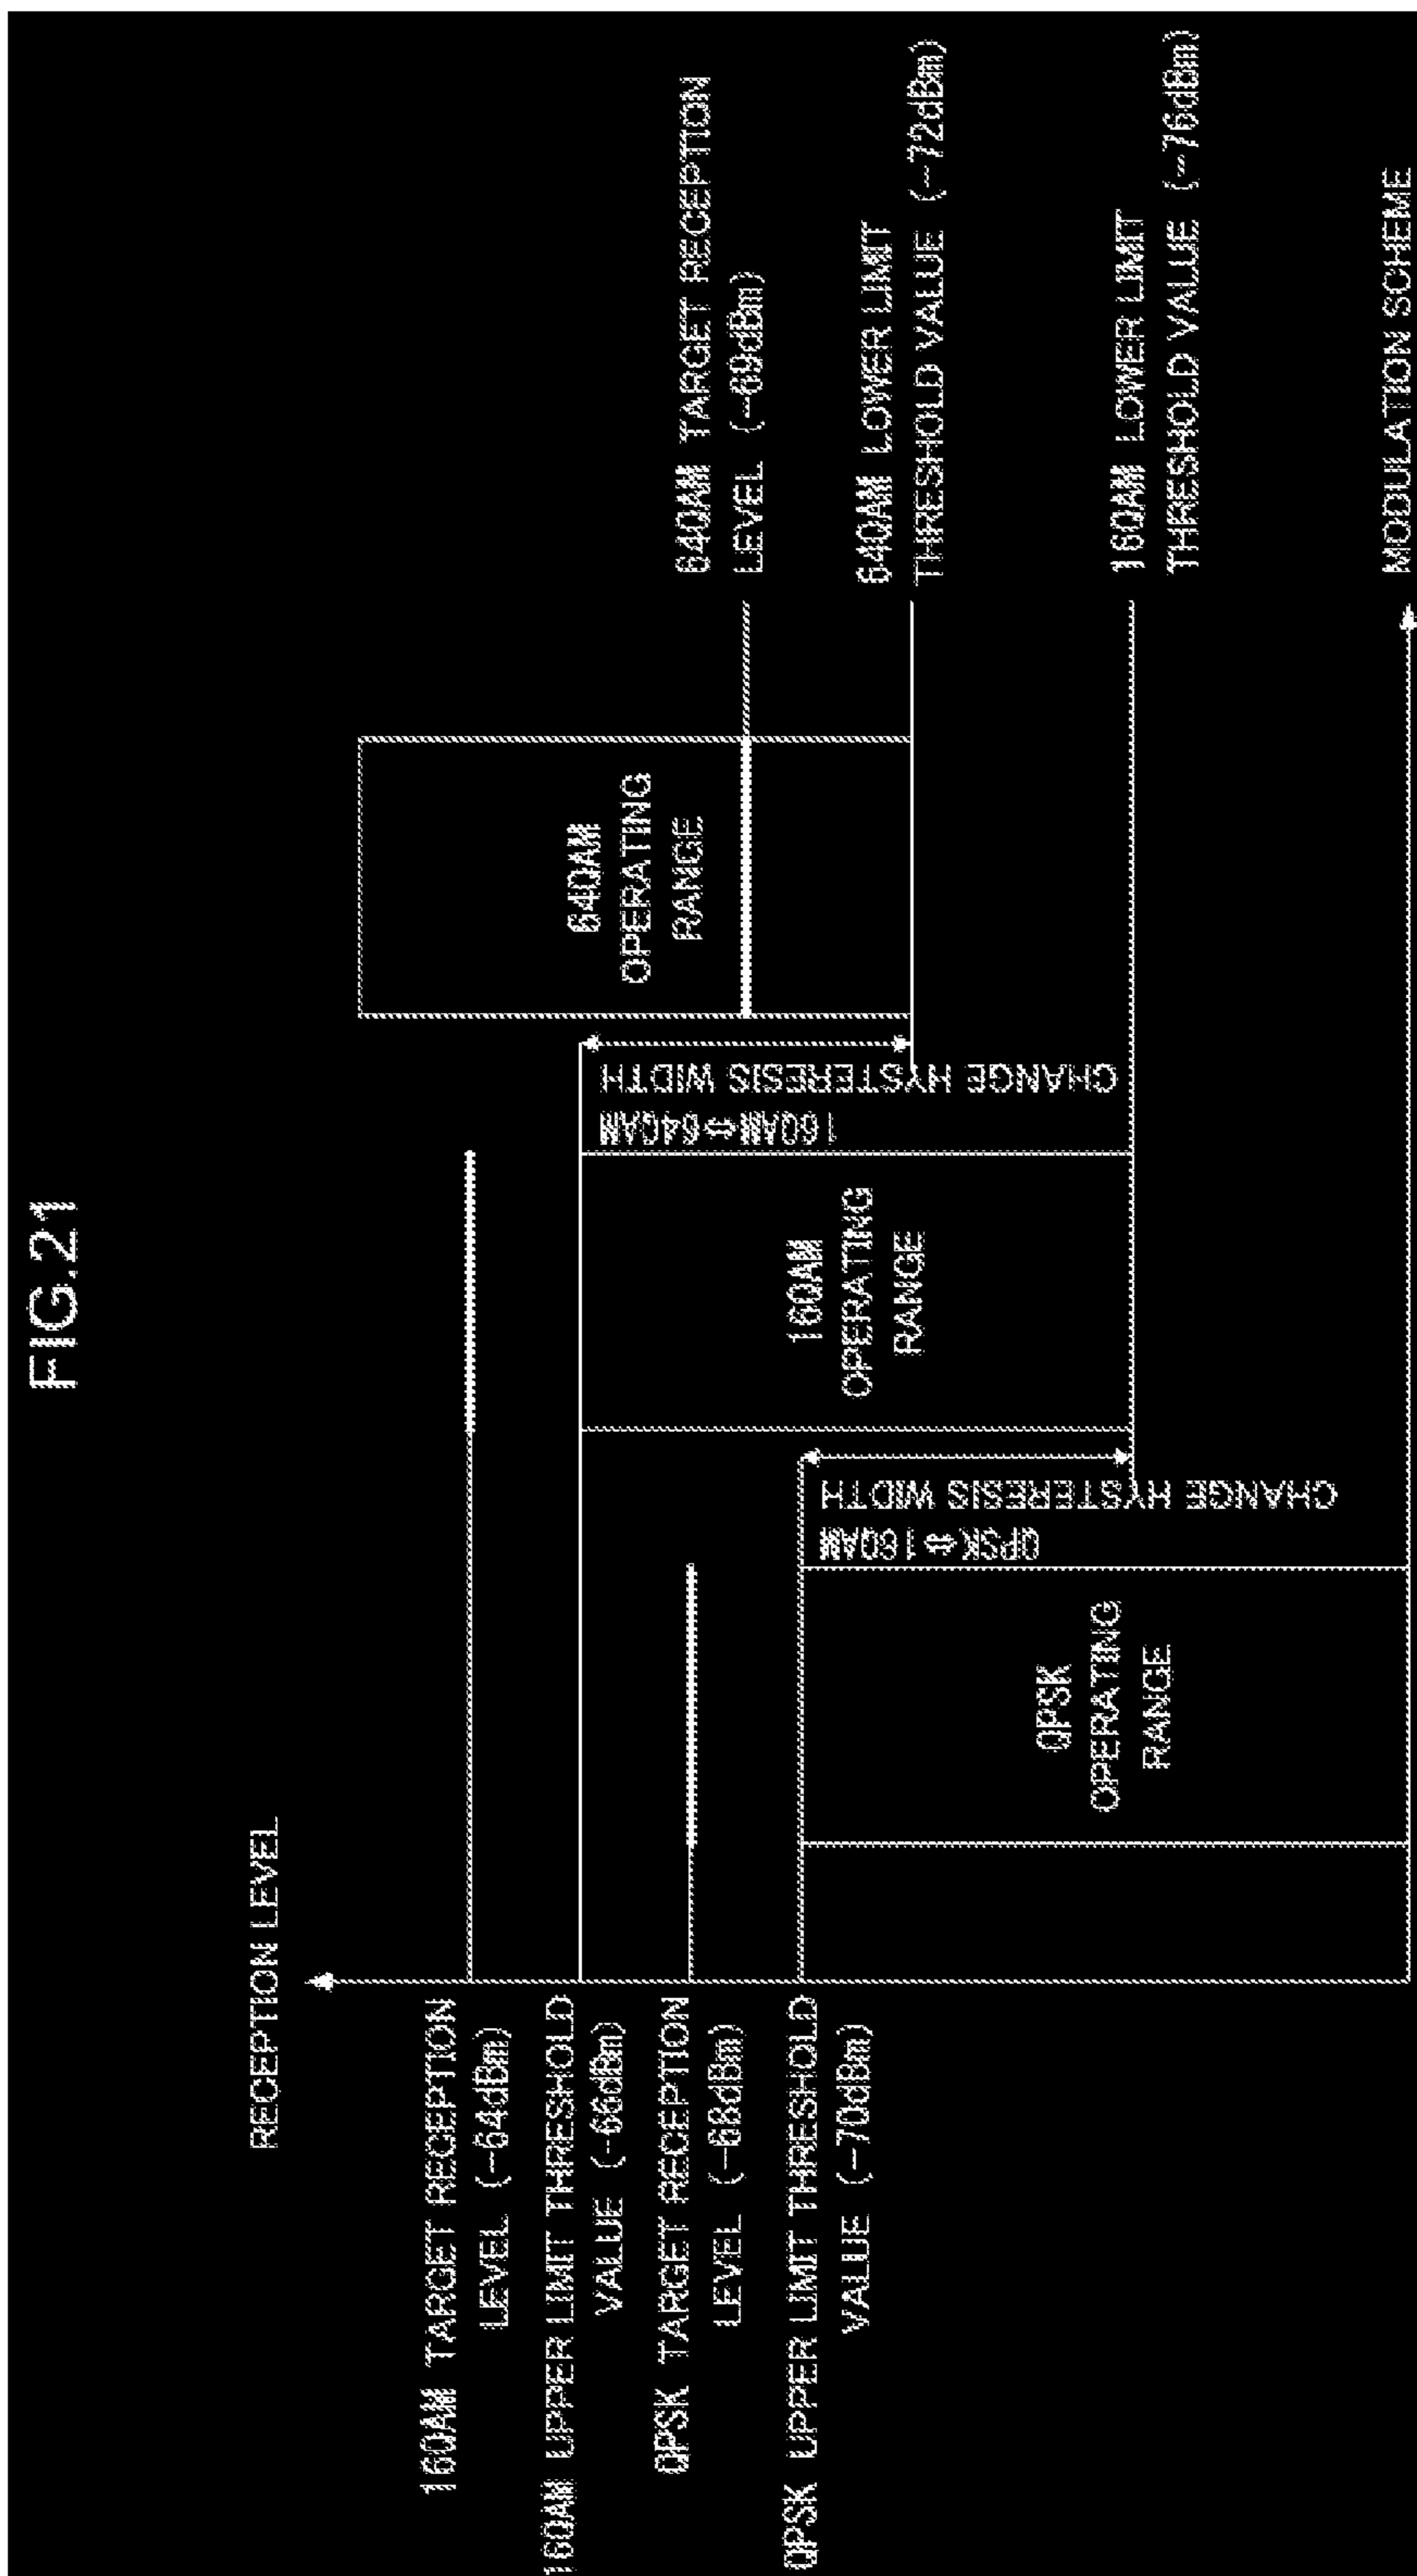 FIG.21
RECEPTION LEVEL
16QAM TARGET RECEPTION
LEVEL (-64dBm)
16QAM UPPER LIMIT THRESHOLD
VALUE (-66dBm)
QPSK TARGET RECEPTION
LEVEL (-68dBm)
QPSK UPPER LIMIT THRESHOLD
VALUE (-70dBm)
QPSK
OPERATING
RANGE
QPSK⇔16QAM
CHANGE HYSTERESIS WIDTH
16QAM
OPERATING
RANGE
16QAM⇔64QAM
CHANGE HYSTERESIS WIDTH
64QAM
OPERATING
RANGE
64QAM TARGET RECEPTION
LEVEL (-69dBm)
64QAM LOWER LIMIT
THRESHOLD VALUE (-72dBm)
16QAM LOWER LIMIT
THRESHOLD VALUE (-76dBm)
MODULATION SCHEME